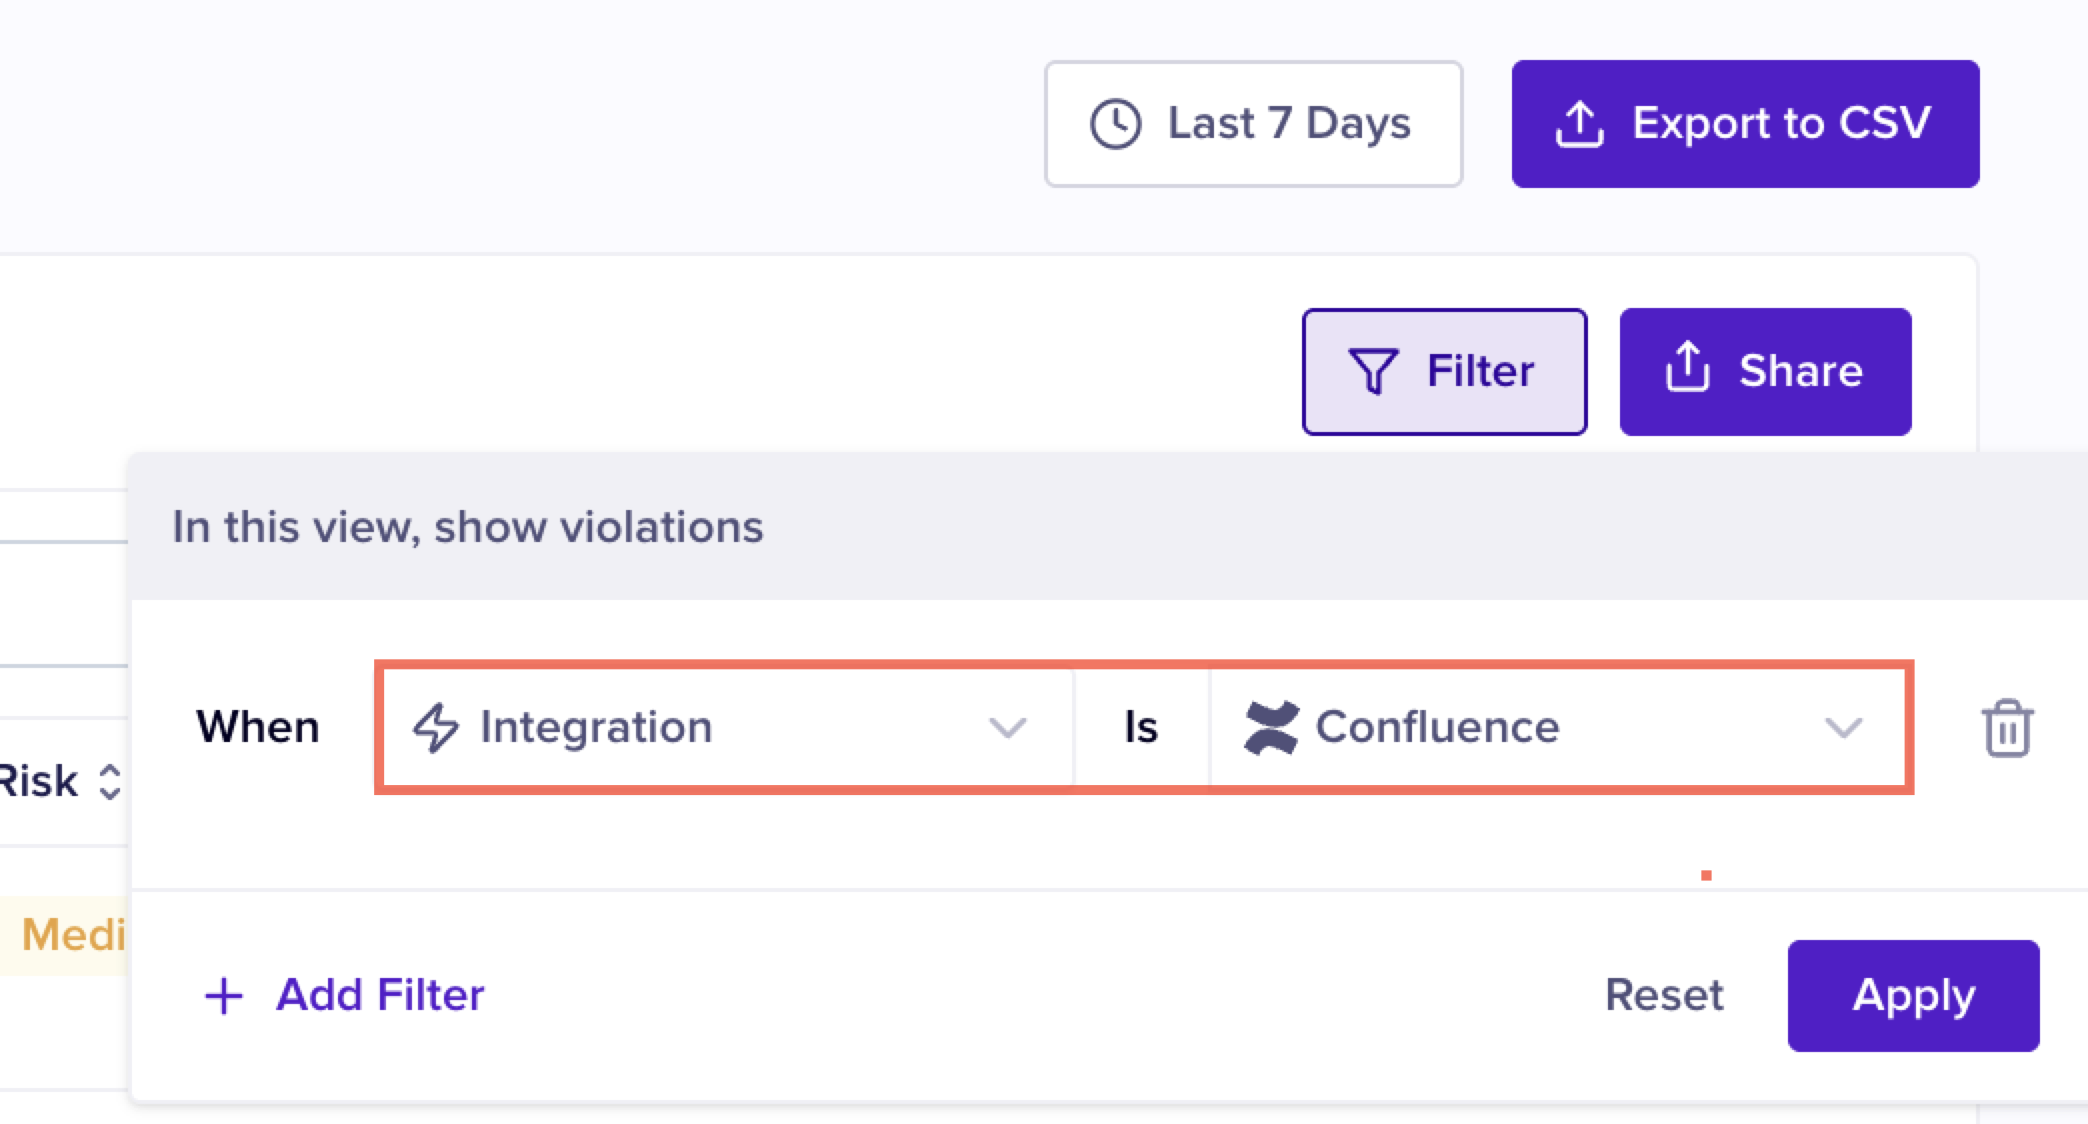 Last 7 Days
Export to CSV
Filter
Share
In this view, show violations
When Integration Is Confluence
Risk
Medi
+ Add Filter
Reset
Apply